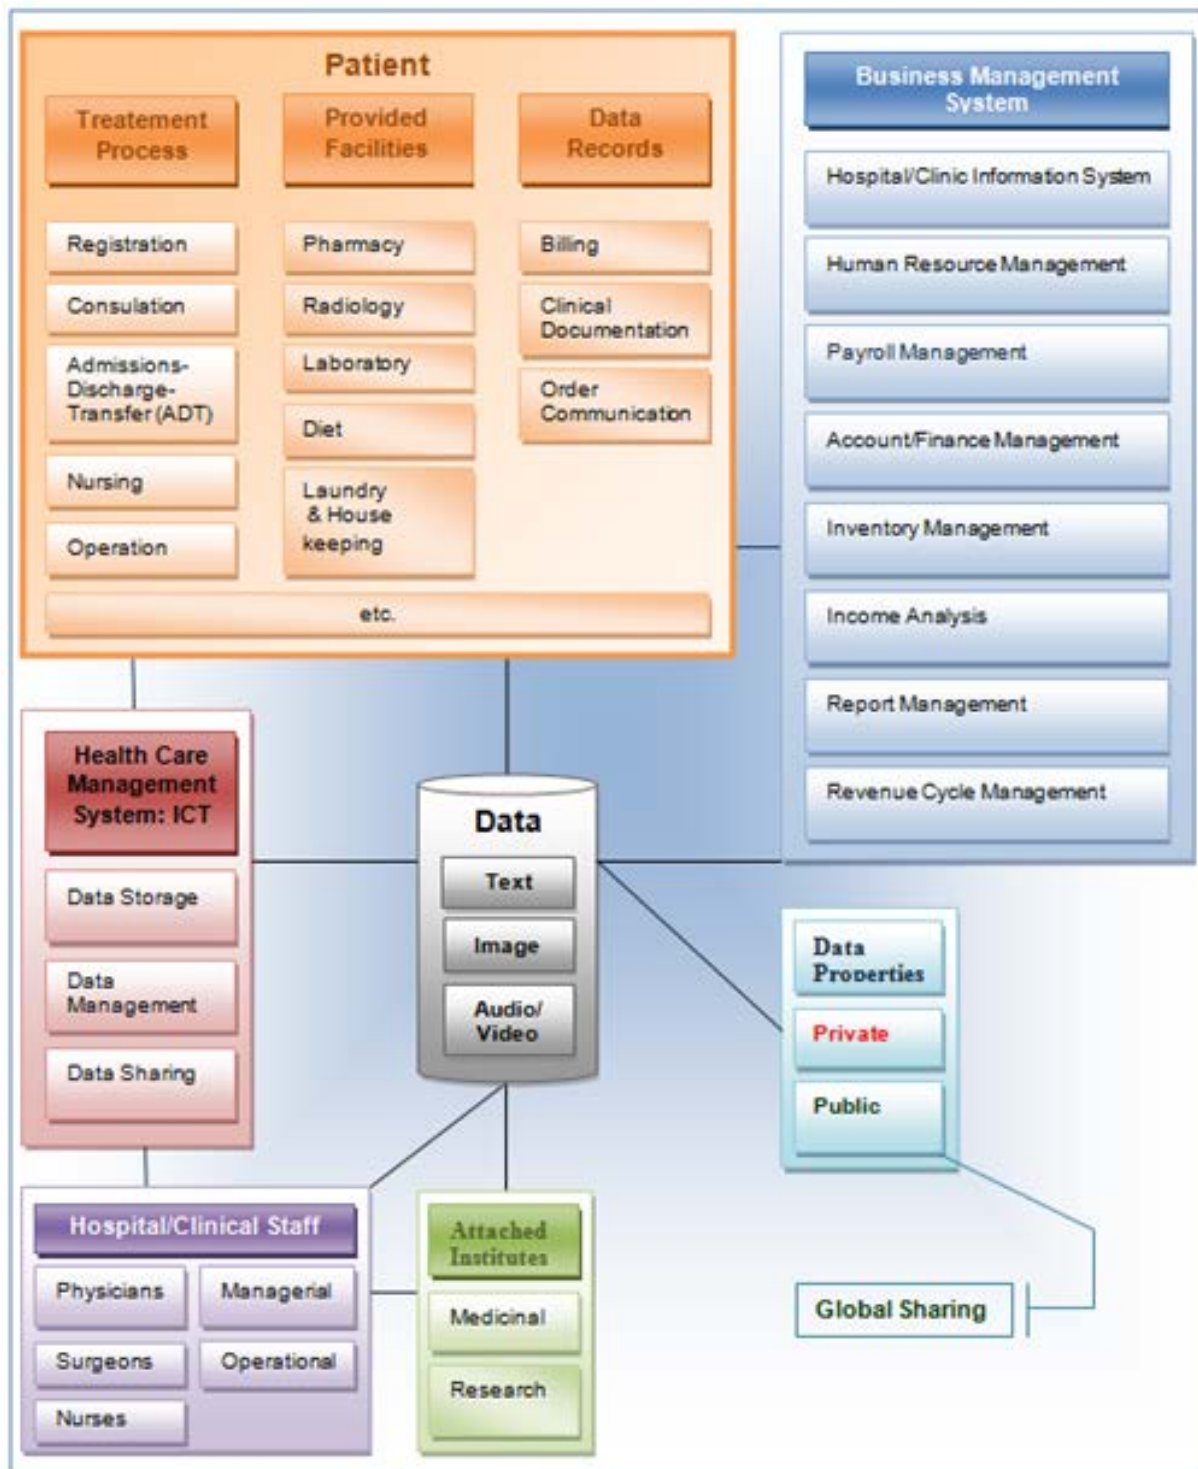 Patient
Treatement
Process
Registration
Consulation
Admissions-
Discharge-
Transfer (ADT)
Nursing
Operation
Provided
Facilities
Pharmacy
Radiology
Laboratory
Diet
Laundry
& House
keeping
Data
Records
Billing
Clinical
Documentation
Order
Communication
etc.
Business Management
System
Hospital/Clinic Information System
Human Resource Management
Payroll Management
Account/Finance Management
Inventory Management
Income Analysis
Report Management
Revenue Cycle Management
Health Care
Management
System: ICT
Data Storage
Data
Management
Data Sharing
Data
Text
Image
Audio/
Video
Data
Properties
Private
Public
Global Sharing
Hospital/Clinical Staff
Physicians
Managerial
Surgeons
Operational
Nurses
Attached
Institutes
Medicinal
Research